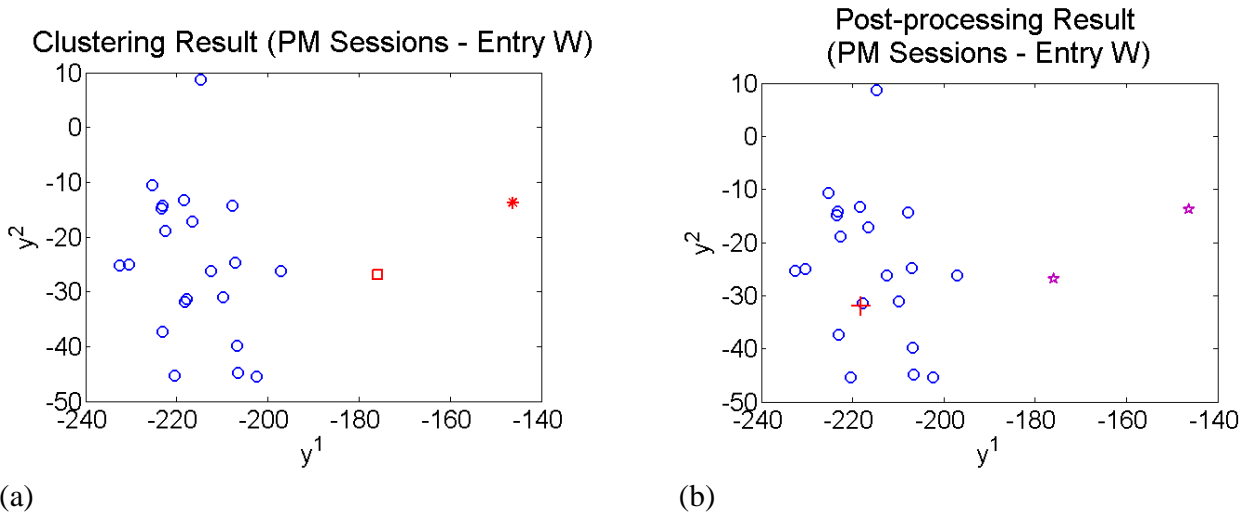 Clustering Result (PM Sessions - Entry W)
10
0
-10
-20
-30
-40
-50
y2
-240
-220
-200
-180
-160
-140
y1
(a)
Post-processing Result
(PM Sessions - Entry W)
10
0
-10
-20
-30
-40
-50
y2
-240
-220
-200
-180
-160
-140
y1
(b)